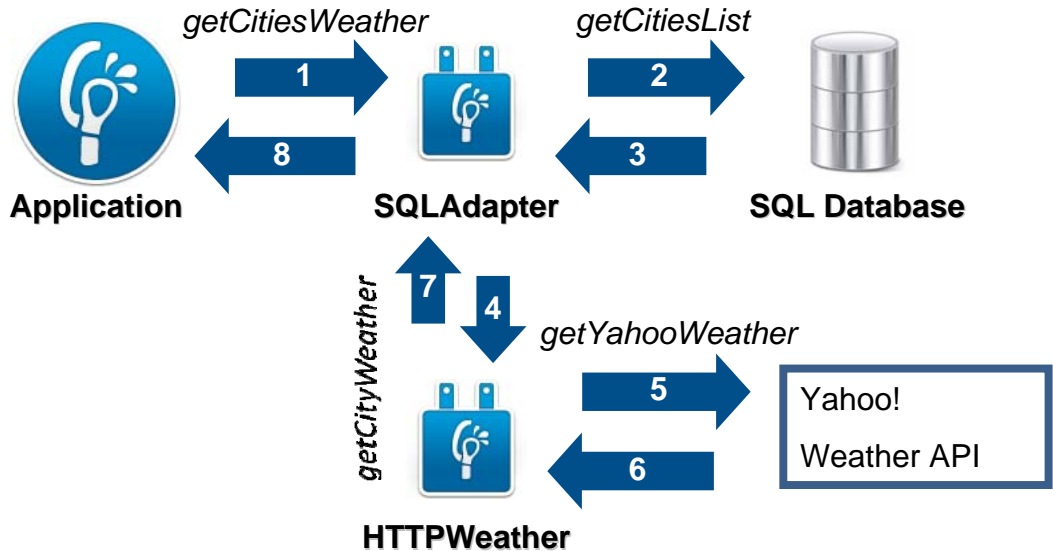 getCitiesWeather
getCitiesList
1
2
8
3
Application
SQLAdapter
SQL Database
getCityWeather
7
4
getYahooWeather
5
6
Yahoo!
Weather API
HTTPWeather